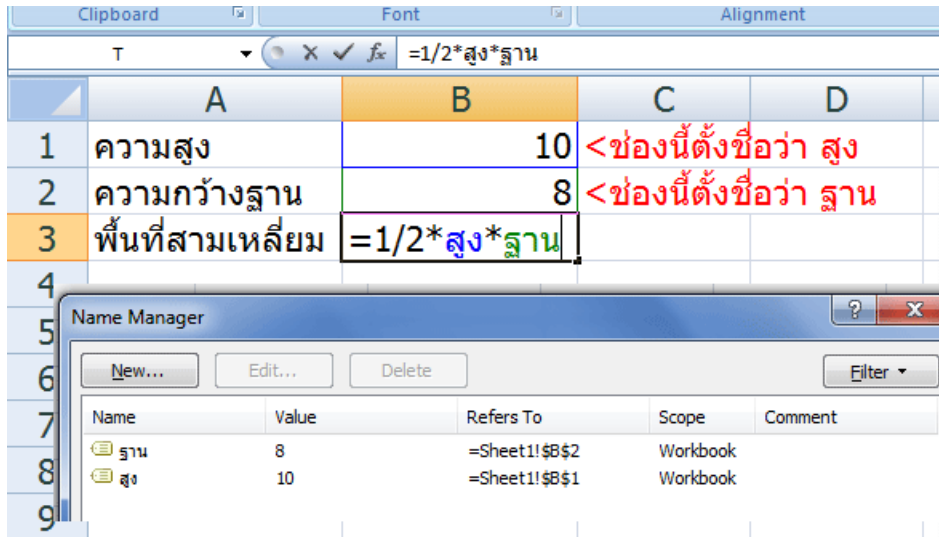 Clipboard Font Alignment
T fx =1/2*สูง*ฐาน
A B C D
1 ความสูง 10 <ช่องนี้ตั้งชื่อว่า สูง
2 ความกว้างฐาน 8 <ช่องนี้ตั้งชื่อว่า ฐาน
3 พื้นที่สามเหลี่ยม =1/2*สูง*ฐาน
4
5 Name Manager ? X
6 New... Edit... Delete Filter
7 Name Value Refers To Scope Comment
ฐาน 8 =Sheet1!$B$2 Workbook
8 สูง 10 =Sheet1!$B$1 Workbook
9